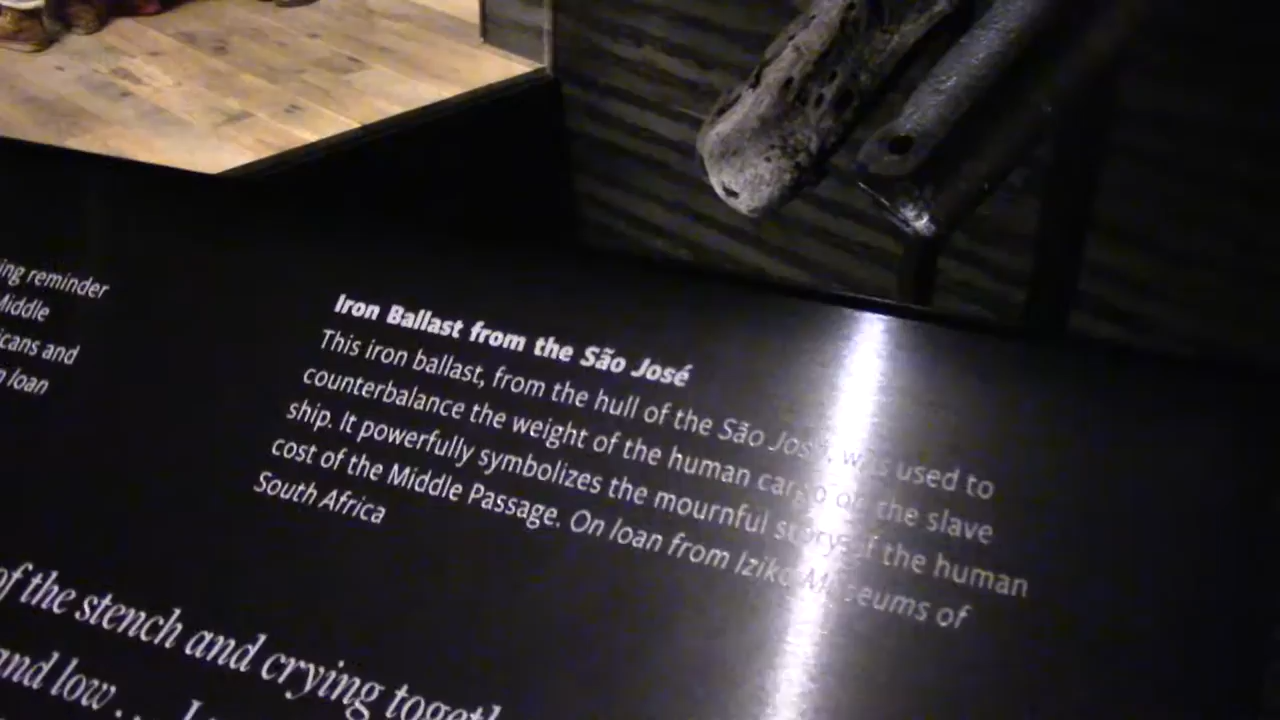 ing reminder
Middle
cans and
loan
Iron Ballast from the São José
This iron ballast, from the hull of the São José, was used to
counterbalance the weight of the human cargo on the slave
ship. It powerfully symbolizes the mournful story of the human
cost of the Middle Passage. On loan from Iziko Museums of
South Africa
of the stench and crying togeth
and low . . .